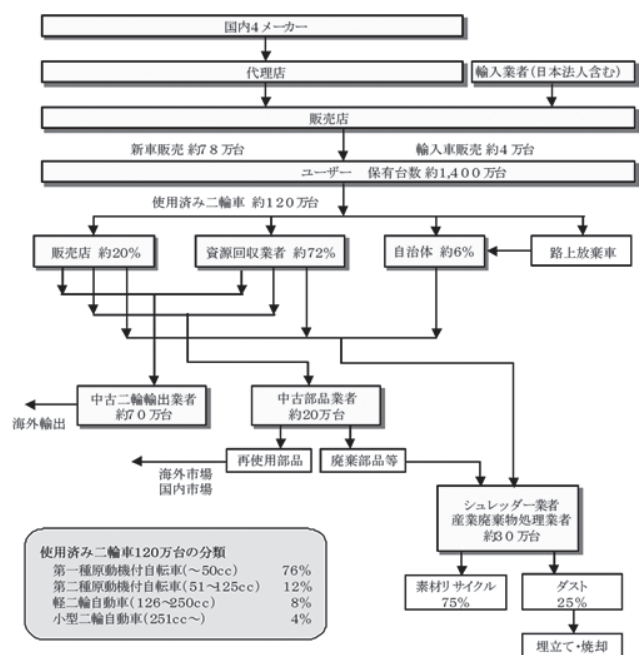 国内4メーカー
代理店
輸入業者(日本法人含む)
販売店
新車販売 約78万台
輸入車販売 約4万台
ユーザー 保有台数 約1,400万台
使用済み二輪車 約120万台
販売店 約20%
資源回収業者 約72%
自治体 約6%
路上放棄車
中古二輪輸出業者
約70万台
海外輸出
中古部品業者
約20万台
再使用部品
廃棄部品等
海外市場
国内市場
シュレッダー業者
産業廃棄物処理業者
約30万台
使用済み二輪車120万台の分類
第一種原動機付自転車(～50cc) 76%
第二種原動機付自転車(51～125cc) 12%
軽二輪自動車(126～250cc) 8%
小型二輪自動車(251cc～) 4%
素材リサイクル
75%
ダスト
25%
埋立て・焼却